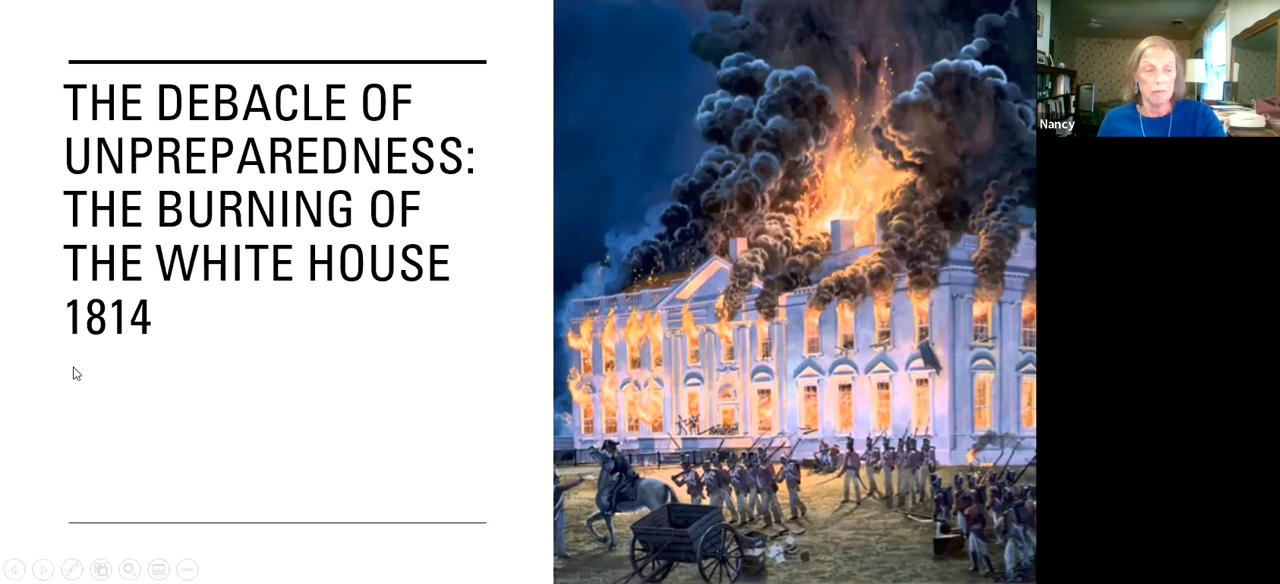 THE DEBACLE OF
UNPREPAREDNESS:
THE BURNING OF
THE WHITE HOUSE
1814
Nancy